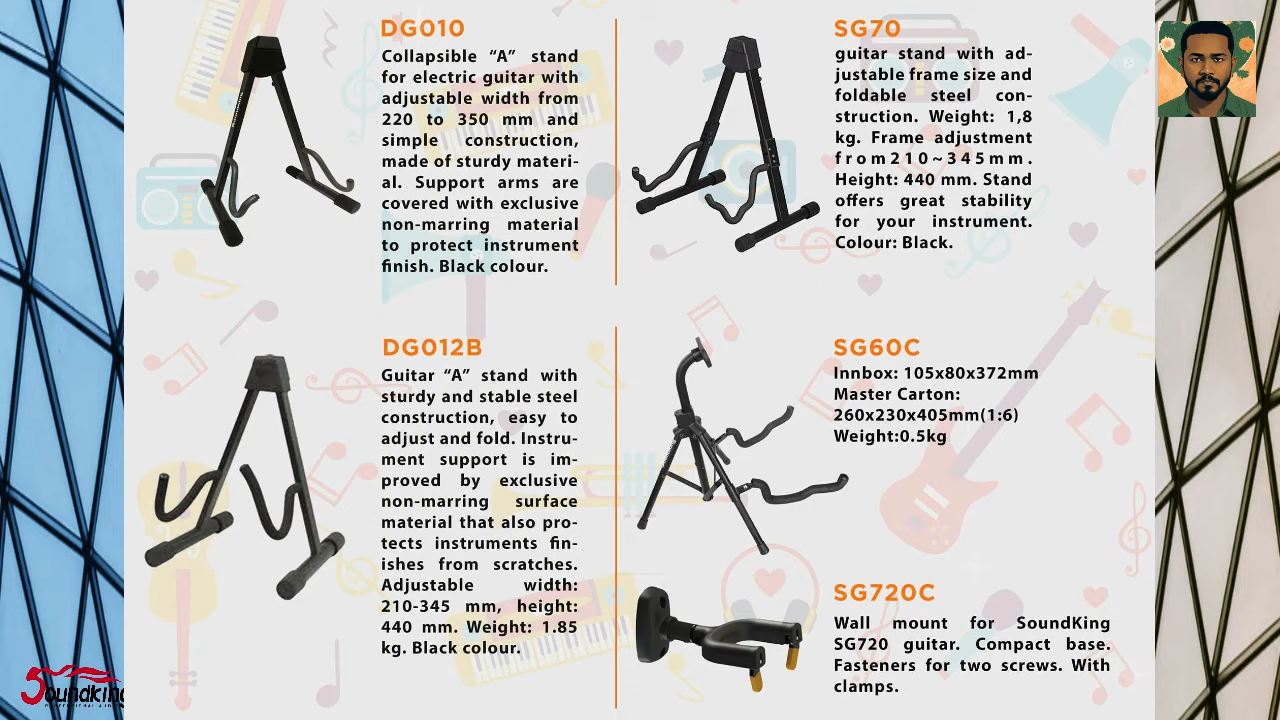 DG010
Collapsible “A” stand
for electric guitar with
adjustable width from
220 to 350 mm and
simple construction,
made of sturdy materi-
al. Support arms are
covered with exclusive
non-marring material
to protect instrument
finish. Black colour.
SG70
guitar stand with ad-
justable frame size and
foldable steel con-
struction. Weight: 1,8
kg. Frame adjustment
from210~345mm.
Height: 440 mm. Stand
offers great stability
for your instrument.
Colour: Black.
DG012B
Guitar “A” stand with
sturdy and stable steel
construction, easy to
adjust and fold. Instru-
ment support is im-
proved by exclusive
non-marring surface
material that also pro-
tects instruments fin-
ishes from scratches.
Adjustable width:
210-345 mm, height:
440 mm. Weight: 1.85
kg. Black colour.
SG60C
Innbox: 105x80x372mm
Master Carton:
260x230x405mm(1:6)
Weight:0.5kg
SG720C
Wall mount for SoundKing
SG720 guitar. Compact base.
Fasteners for two screws. With
clamps.
Soundking